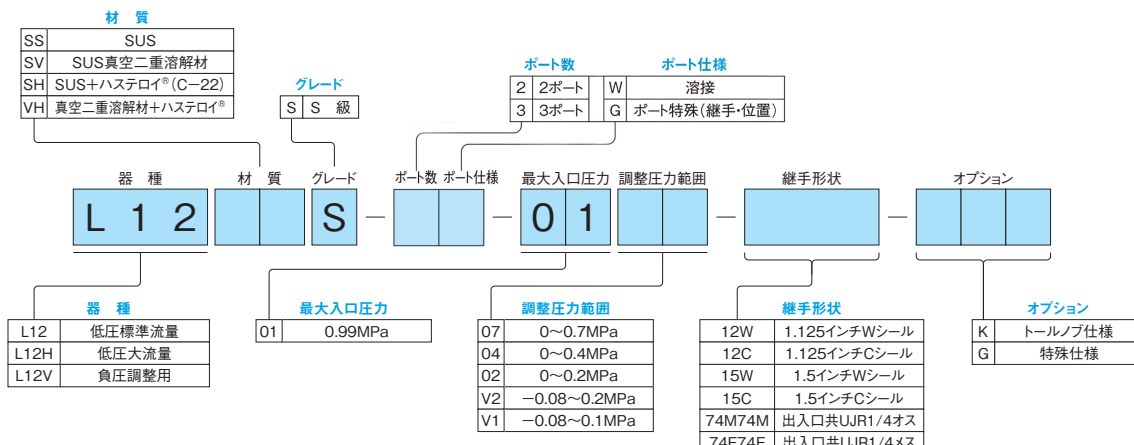 材 質
SS SUS
SV SUS真空二重溶解材
SH SUS+ハステロイ®(C-22)
VH 真空二重溶解材+ハステロイ®
グレード
S S 級
ポート数 ポート仕様
2 2ポート W 溶接
3 3ポート G ポート特殊(継手・位置)
器 種 材 質 グレード ポート数 ポート仕様 最大入口圧力 調整圧力範囲 継手形状 オプション
L 1 2 S − − 0 1 − −
器 種
L12 低圧標準流量
L12H 低圧大流量
L12V 負圧調整用
最大入口圧力
01 0.99MPa
調整圧力範囲
07 0〜0.7MPa
04 0〜0.4MPa
02 0〜0.2MPa
V2 −0.08〜0.2MPa
V1 −0.08〜0.1MPa
継手形状
12W 1.125インチWシール
12C 1.125インチCシール
15W 1.5インチWシール
15C 1.5インチCシール
74M74M 出入口共UJR1/4オス
74F74F 出入口共UJR1/4メス
オプション
K トールノブ仕様
G 特殊仕様